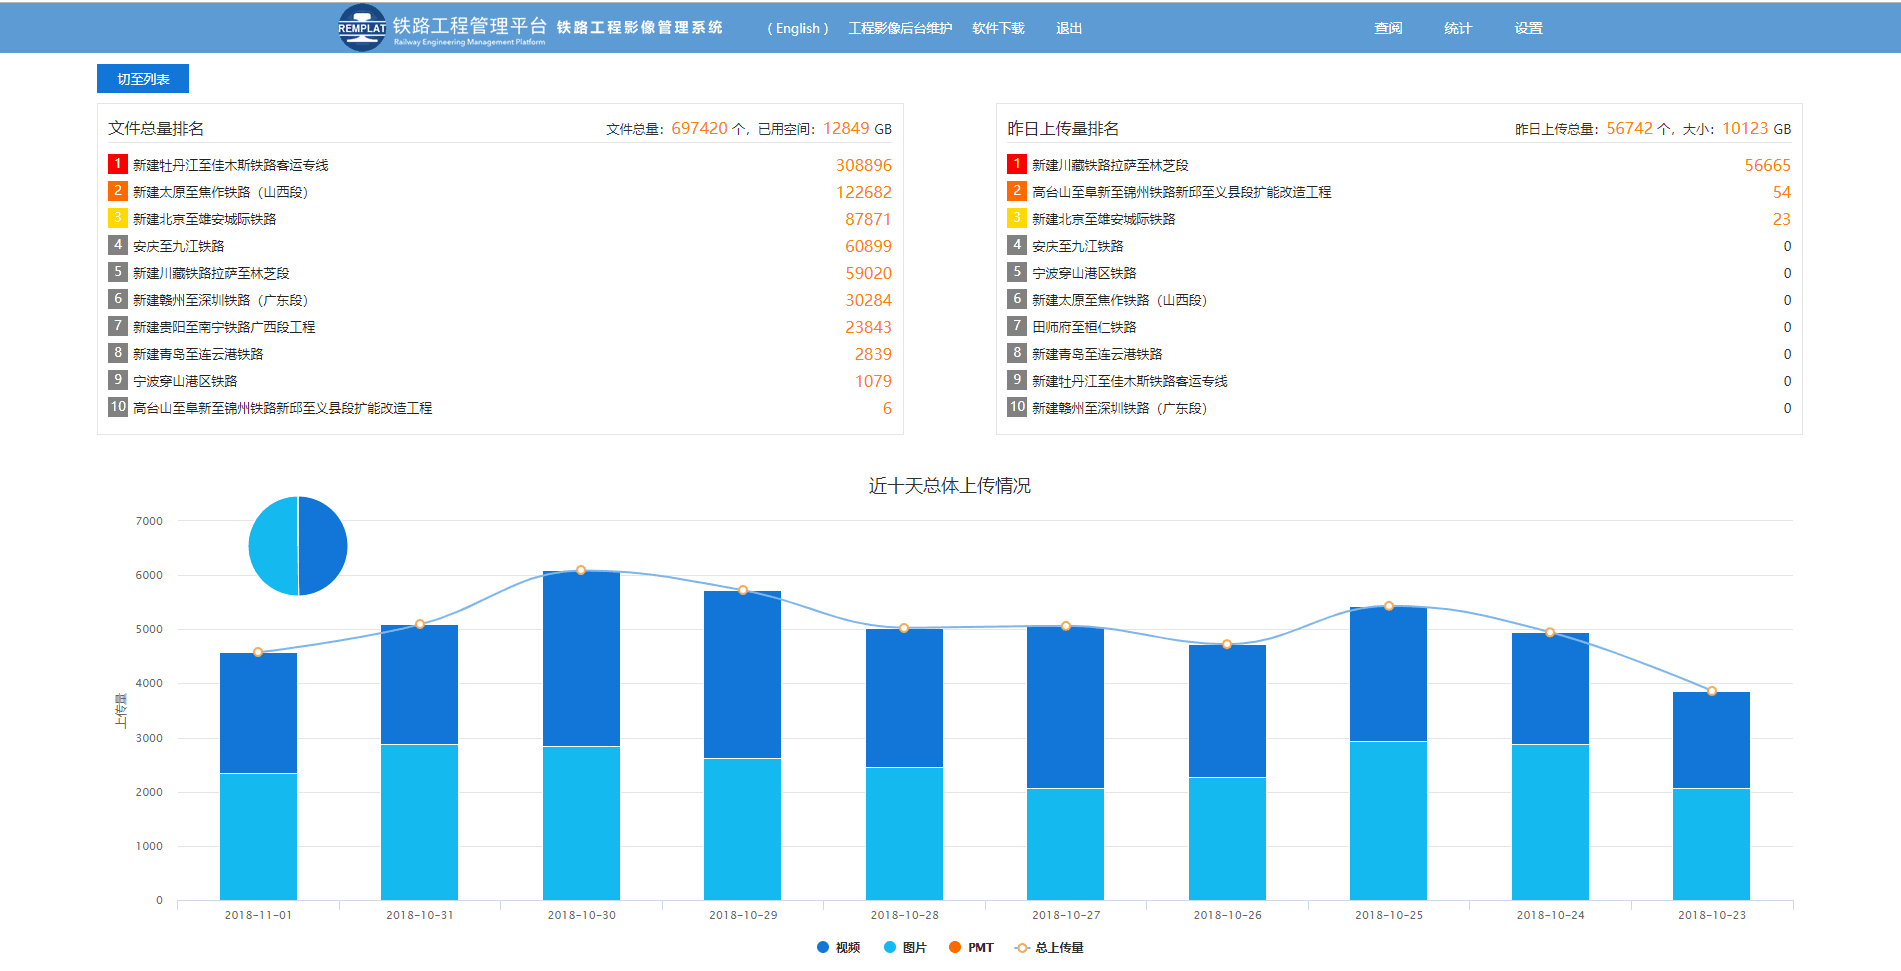 REMPLAT 铁路工程管理平台 铁路工程影像管理系统 ( English ) 工程影像后台维护 软件下载 退出 查阅 统计 设置
Railway Engineering Management Platform
切至列表
文件总量排名 文件总量：697420 个，已用空间：12849 GB
1 新建牡丹江至佳木斯铁路客运专线 308896
2 新建太原至焦作铁路（山西段） 122682
3 新建北京至雄安城际铁路 87871
4 安庆至九江铁路 60899
5 新建川藏铁路拉萨至林芝段 59020
6 新建赣州至深圳铁路（广东段） 30284
7 新建贵阳至南宁铁路广西段工程 23843
8 新建青岛至连云港铁路 2839
9 宁波穿山港区铁路 1079
10 高台山至阜新至锦州铁路新邱至义县段扩能改造工程 6
昨日上传量排名 昨日上传总量：56742 个，大小：10123 GB
1 新建川藏铁路拉萨至林芝段 56665
2 高台山至阜新至锦州铁路新邱至义县段扩能改造工程 54
3 新建北京至雄安城际铁路 23
4 安庆至九江铁路 0
5 宁波穿山港区铁路 0
6 新建太原至焦作铁路（山西段） 0
7 田师府至桓仁铁路 0
8 新建青岛至连云港铁路 0
9 新建牡丹江至佳木斯铁路客运专线 0
10 新建赣州至深圳铁路（广东段） 0
近十天总体上传情况
7000
6000
5000
4000
上传量
3000
2000
1000
0
2018-11-01 2018-10-31 2018-10-30 2018-10-29 2018-10-28 2018-10-27 2018-10-26 2018-10-25 2018-10-24 2018-10-23
视频 图片 PMT 总上传量